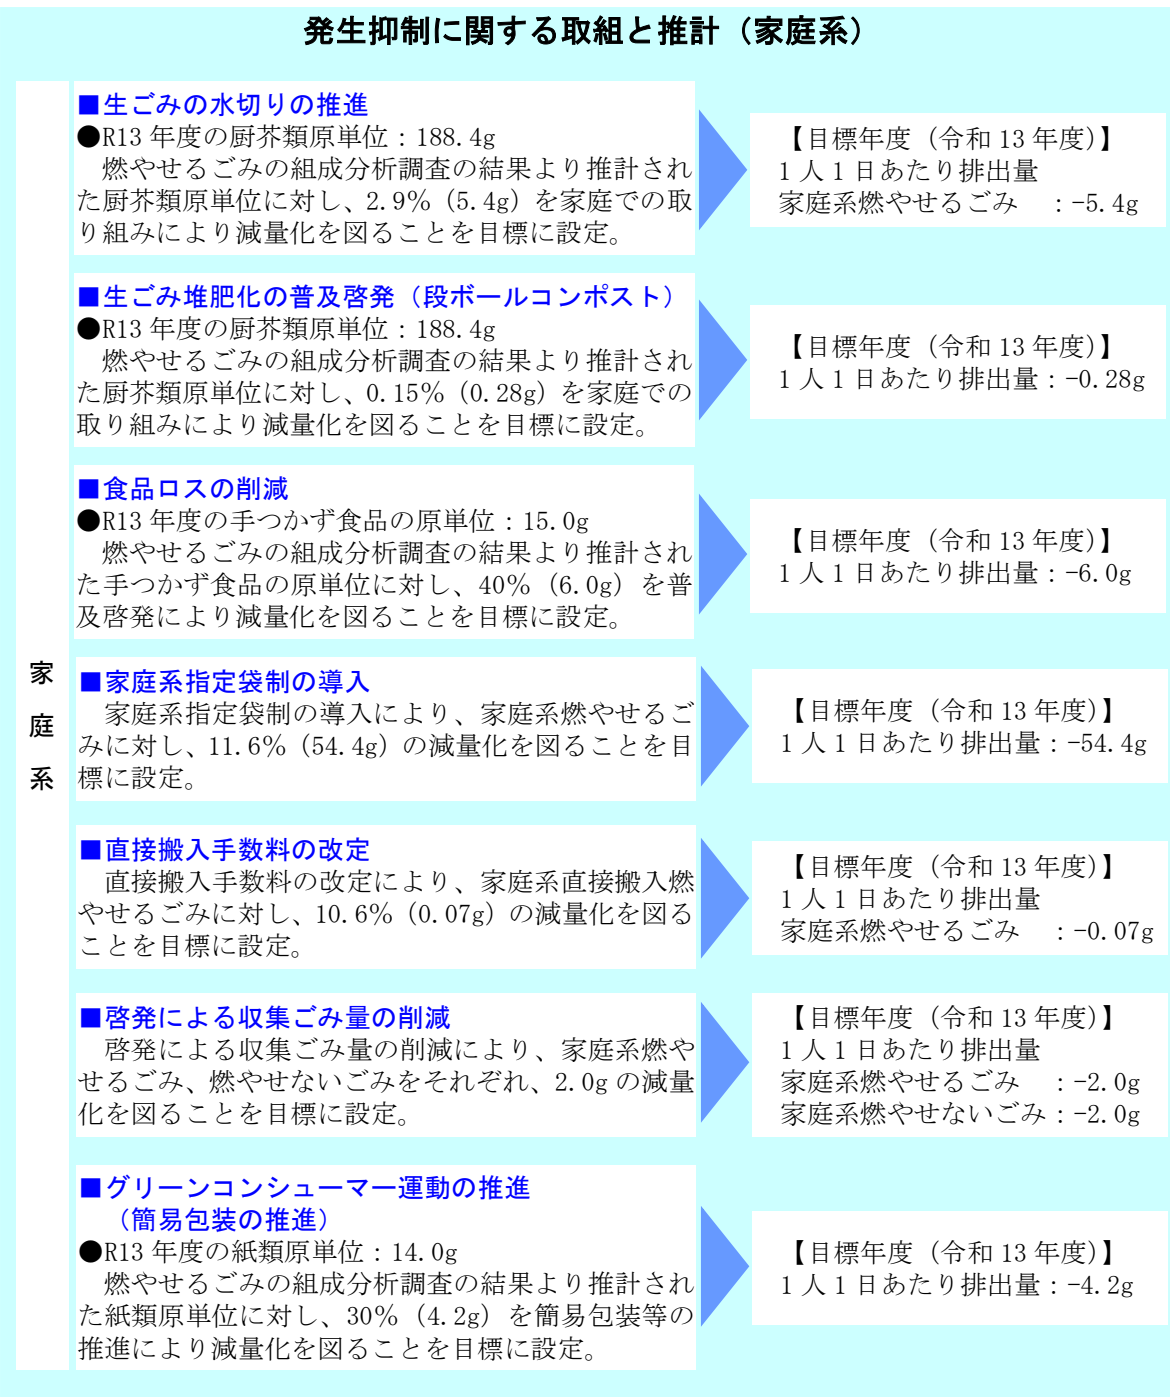 発生抑制に関する取組と推計（家庭系）
家
庭
系
■生ごみの水切りの推進
●R13年度の厨芥類原単位：188.4g
燃やせるごみの組成分析調査の結果より推計され
た厨芥類原単位に対し、2.9%（5.4g）を家庭での取
り組みにより減量化を図ることを目標に設定。
【目標年度（令和13年度）】
1人1日あたり排出量
家庭系燃やせるごみ　：-5.4g
■生ごみ堆肥化の普及啓発（段ボールコンポスト）
●R13年度の厨芥類原単位：188.4g
燃やせるごみの組成分析調査の結果より推計され
た厨芥類原単位に対し、0.15%（0.28g）を家庭での
取り組みにより減量化を図ることを目標に設定。
【目標年度（令和13年度）】
1人1日あたり排出量：-0.28g
■食品ロスの削減
●R13年度の手つかず食品の原単位：15.0g
燃やせるごみの組成分析調査の結果より推計され
た手つかず食品の原単位に対し、40%（6.0g）を普
及啓発により減量化を図ることを目標に設定。
【目標年度（令和13年度）】
1人1日あたり排出量：-6.0g
■家庭系指定袋制の導入
家庭系指定袋制の導入により、家庭系燃やせるご
みに対し、11.6%（54.4g）の減量化を図ることを目
標に設定。
【目標年度（令和13年度）】
1人1日あたり排出量：-54.4g
■直接搬入手数料の改定
直接搬入手数料の改定により、家庭系直接搬入燃
やせるごみに対し、10.6%（0.07g）の減量化を図る
ことを目標に設定。
【目標年度（令和13年度）】
1人1日あたり排出量
家庭系燃やせるごみ　：-0.07g
■啓発による収集ごみ量の削減
啓発による収集ごみ量の削減により、家庭系燃や
せるごみ、燃やせないごみをそれぞれ、2.0gの減量
化を図ることを目標に設定。
【目標年度（令和13年度）】
1人1日あたり排出量
家庭系燃やせるごみ　：-2.0g
家庭系燃やせないごみ：-2.0g
■グリーンコンシューマー運動の推進
（簡易包装の推進）
●R13年度の紙類原単位：14.0g
燃やせるごみの組成分析調査の結果より推計され
た紙類原単位に対し、30%（4.2g）を簡易包装等の
推進により減量化を図ることを目標に設定。
【目標年度（令和13年度）】
1人1日あたり排出量：-4.2g